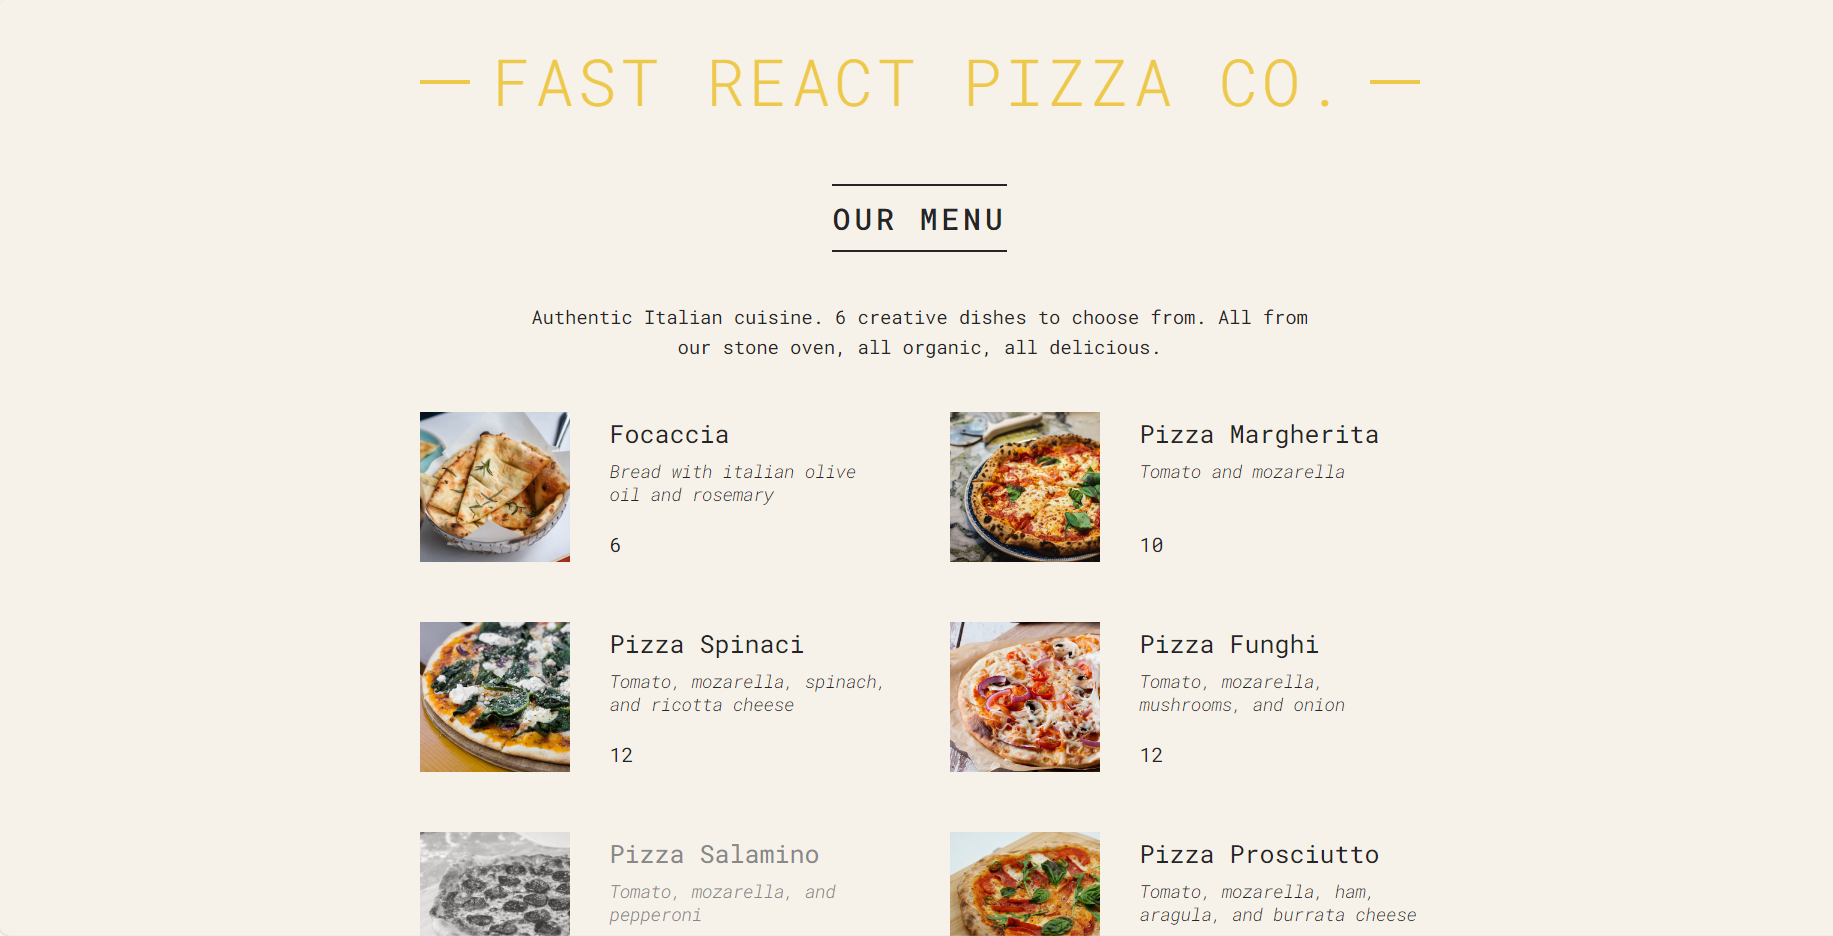 FAST REACT PIZZA CO.
OUR MENU
Authentic Italian cuisine. 6 creative dishes to choose from. All from
our stone oven, all organic, all delicious.
Focaccia
Bread with italian olive
oil and rosemary
6
Pizza Margherita
Tomato and mozarella
10
Pizza Spinaci
Tomato, mozarella, spinach,
and ricotta cheese
12
Pizza Funghi
Tomato, mozarella,
mushrooms, and onion
12
Pizza Salamino
Tomato, mozarella, and
pepperoni
Pizza Prosciutto
Tomato, mozarella, ham,
aragula, and burrata cheese